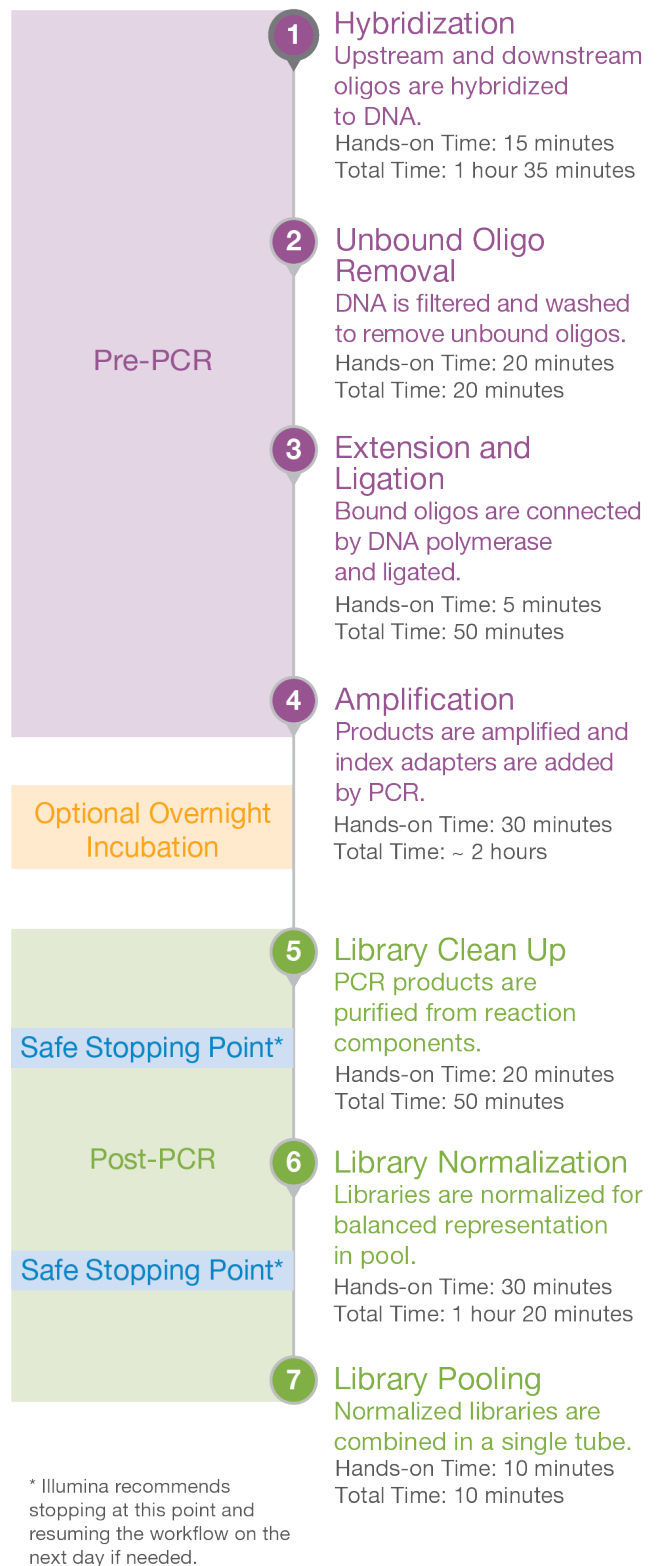 1
Hybridization
Upstream and downstream
oligos are hybridized
to DNA.
Hands-on Time: 15 minutes
Total Time: 1 hour 35 minutes
2
Unbound Oligo
Removal
DNA is filtered and washed
to remove unbound oligos.
Hands-on Time: 20 minutes
Total Time: 20 minutes
Pre-PCR
3
Extension and
Ligation
Bound oligos are connected
by DNA polymerase
and ligated.
Hands-on Time: 5 minutes
Total Time: 50 minutes
4
Amplification
Products are amplified and
index adapters are added
by PCR.
Hands-on Time: 30 minutes
Total Time: ~ 2 hours
Optional Overnight
Incubation
5
Library Clean Up
PCR products are
purified from reaction
components.
Hands-on Time: 20 minutes
Total Time: 50 minutes
Safe Stopping Point*
Post-PCR
6
Library Normalization
Libraries are normalized for
balanced representation
in pool.
Hands-on Time: 30 minutes
Total Time: 1 hour 20 minutes
Safe Stopping Point*
7
Library Pooling
Normalized libraries are
combined in a single tube.
Hands-on Time: 10 minutes
Total Time: 10 minutes
* Illumina recommends
stopping at this point and
resuming the workflow on the
next day if needed.